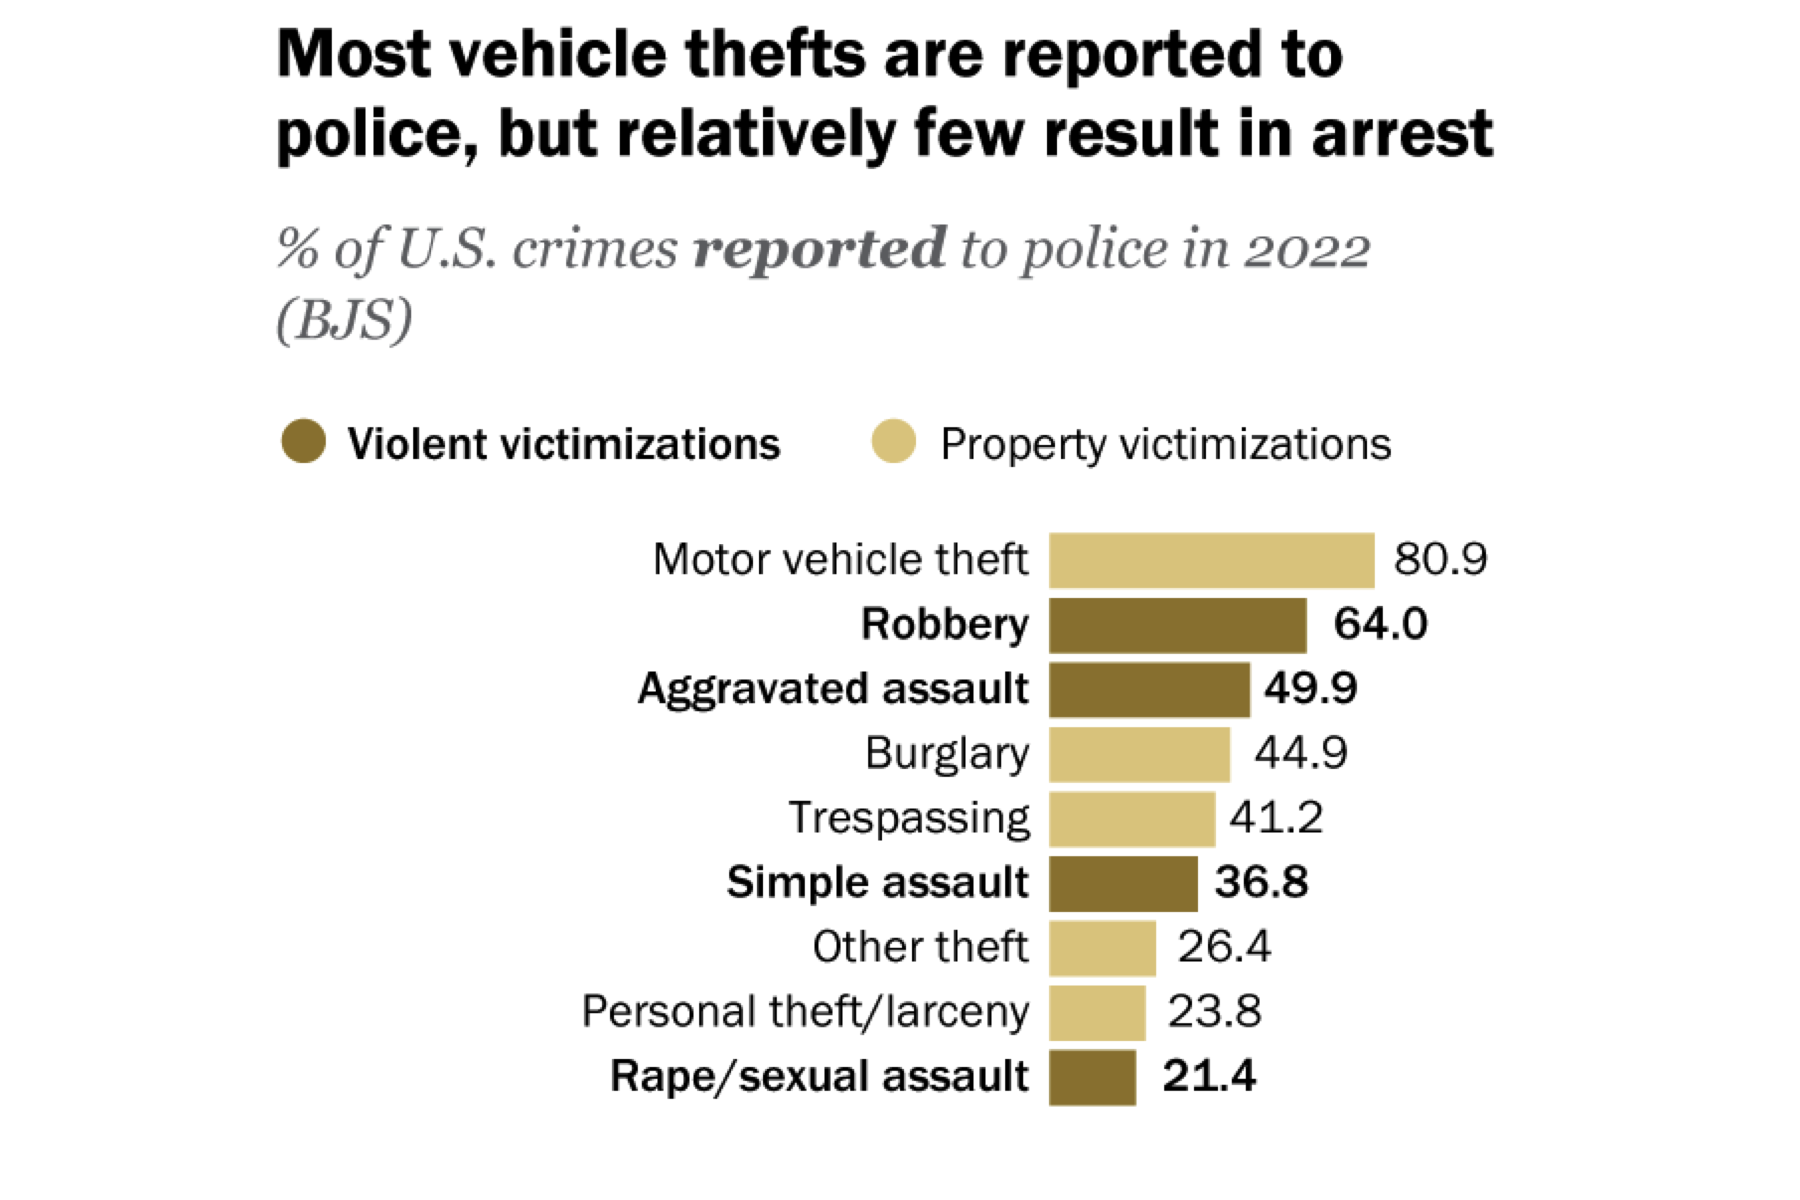 Most vehicle thefts are reported to
police, but relatively few result in arrest
% of U.S. crimes reported to police in 2022
(BJS)
Violent victimizations Property victimizations
Motor vehicle theft 80.9
Robbery 64.0
Aggravated assault 49.9
Burglary 44.9
Trespassing 41.2
Simple assault 36.8
Other theft 26.4
Personal theft/larceny 23.8
Rape/sexual assault 21.4